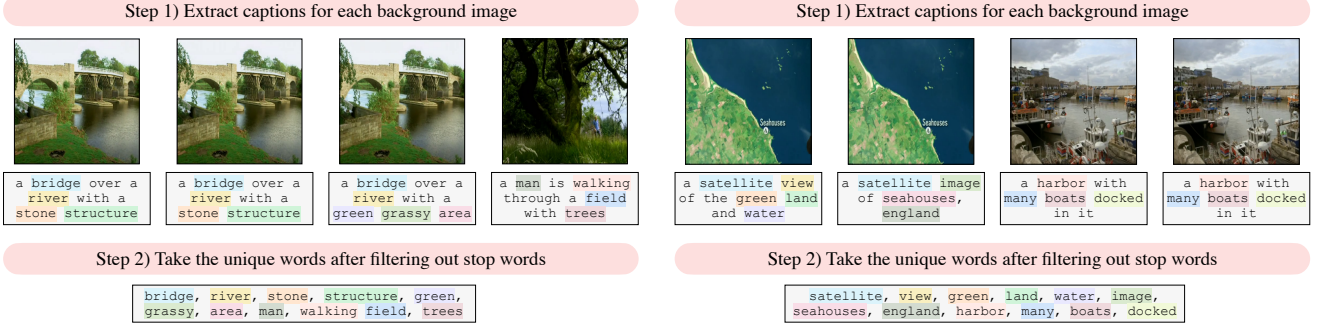 Step 1) Extract captions for each background image
a bridge over a
river with a
stone structure
a bridge over a
river with a
stone structure
a bridge over a
river with a
green grassy area
a man is walking
through a field
with trees
Step 2) Take the unique words after filtering out stop words
bridge, river, stone, structure, green,
grassy, area, man, walking field, trees
Step 1) Extract captions for each background image
Seahouses
Seahouses
a satellite view
of the green land
and water
a satellite image
of seahouses,
england
a harbor with
many boats docked
in it
a harbor with
many boats docked
in it
Step 2) Take the unique words after filtering out stop words
satellite, view, green, land, water, image,
seahouses, england, harbor, many, boats, docked